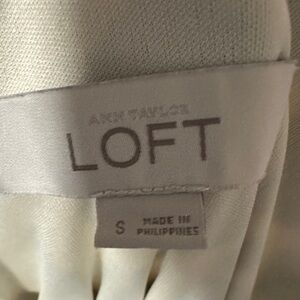 ANN TAYLOR
LOFT
S
MADE IN
PHILIPPINES